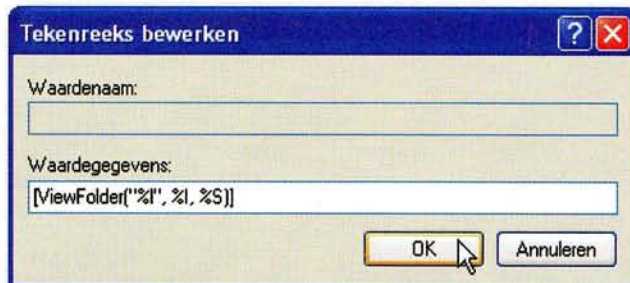 Tekenreeks bewerken
Waardenaam:
Waardegegevens:
[ViewFolder("%l", %I, %S)]
OK
Annuleren